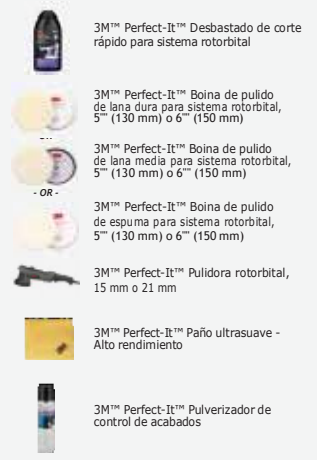 3M™ Perfect-It™ Desbastado de corte
rápido para sistema rotorbital
3M™ Perfect-It™ Boina de pulido
de lana dura para sistema rotorbital,
5"" (130 mm) o 6"" (150 mm)
3M™ Perfect-It™ Boina de pulido
de lana media para sistema rotorbital,
5"" (130 mm) o 6"" (150 mm)
- OR -
3M™ Perfect-It™ Boina de pulido
de espuma para sistema rotorbital,
5"" (130 mm) o 6"" (150 mm)
3M™ Perfect-It™ Pulidora rotorbital,
15 mm o 21 mm
3M™ Perfect-It™ Paño ultrasuave -
Alto rendimiento
3M™ Perfect-It™ Pulverizador de
control de acabados